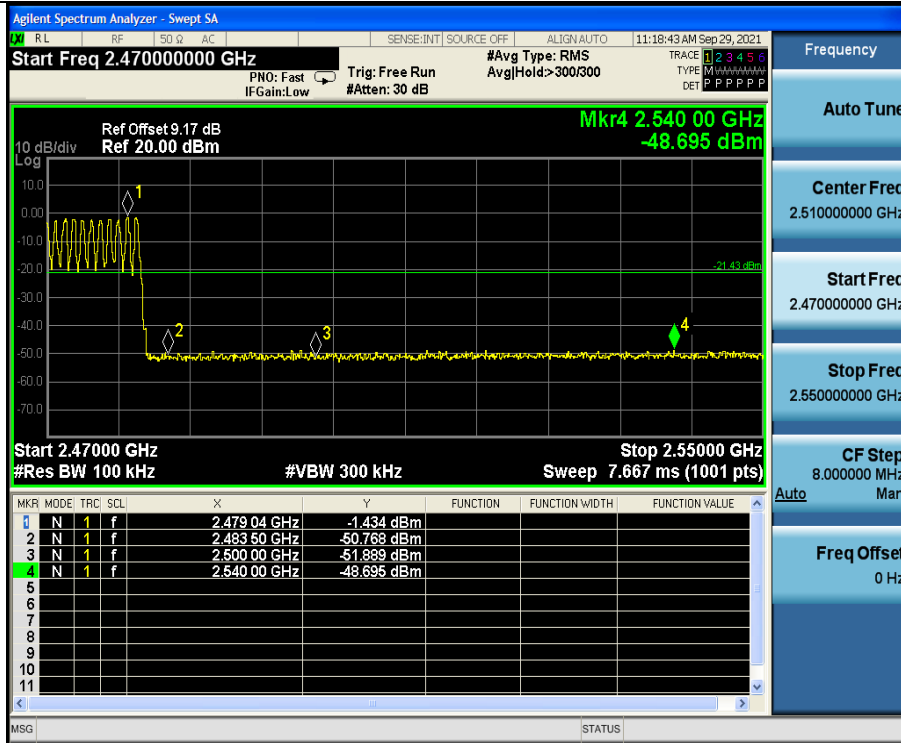 Agilent Spectrum Analyzer - Swept SA
LXI RL RF 50 Ω AC SENSE:INT SOURCE OFF ALIGN AUTO 11:18:43 AM Sep 29, 2021
Start Freq 2.470000000 GHz
PNO: Fast
IFGain:Low
Trig: Free Run
#Atten: 30 dB
#Avg Type: RMS
Avg|Hold:>300/300
TRACE 1 2 3 4 5 6
TYPE M
DET P P P P P P
Mkr4 2.540 00 GHz
-48.695 dBm
Ref Offset 9.17 dB
10 dB/div Ref 20.00 dBm
Log
10.0
0.00
-10.0
-20.0
-30.0
-40.0
-50.0
-60.0
-70.0
1
2
3
4
-21.43 dBm
Start 2.47000 GHz Stop 2.55000 GHz
#Res BW 100 kHz #VBW 300 kHz Sweep 7.667 ms (1001 pts)
MKR MODE TRC SCL X Y FUNCTION FUNCTION WIDTH FUNCTION VALUE
1 N 1 f 2.479 04 GHz -1.434 dBm
2 N 1 f 2.483 50 GHz -50.768 dBm
3 N 1 f 2.500 00 GHz -51.889 dBm
4 N 1 f 2.540 00 GHz -48.695 dBm
5
6
7
8
9
10
11
MSG STATUS
Frequency
Auto Tune
Center Freq
2.510000000 GHz
Start Freq
2.470000000 GHz
Stop Freq
2.550000000 GHz
CF Step
8.000000 MHz
Auto Man
Freq Offset
0 Hz